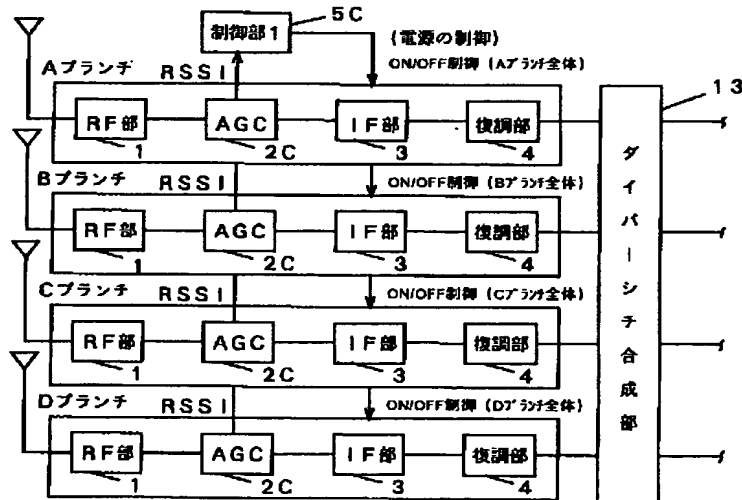 5C
制御部1
(電源の制御)
Aブランチ
RSSI
ON/OFF制御 (Aブランチ全体)
13
RF部
AGC
IF部
復調部
1
2C
3
4
Bブランチ
RSSI
ON/OFF制御 (Bブランチ全体)
RF部
AGC
IF部
復調部
1
2C
3
4
Cブランチ
RSSI
ON/OFF制御 (Cブランチ全体)
RF部
AGC
IF部
復調部
1
2C
3
4
Dブランチ
RSSI
ON/OFF制御 (Dブランチ全体)
RF部
AGC
IF部
復調部
1
2C
3
4
ダイバーシチ合成部